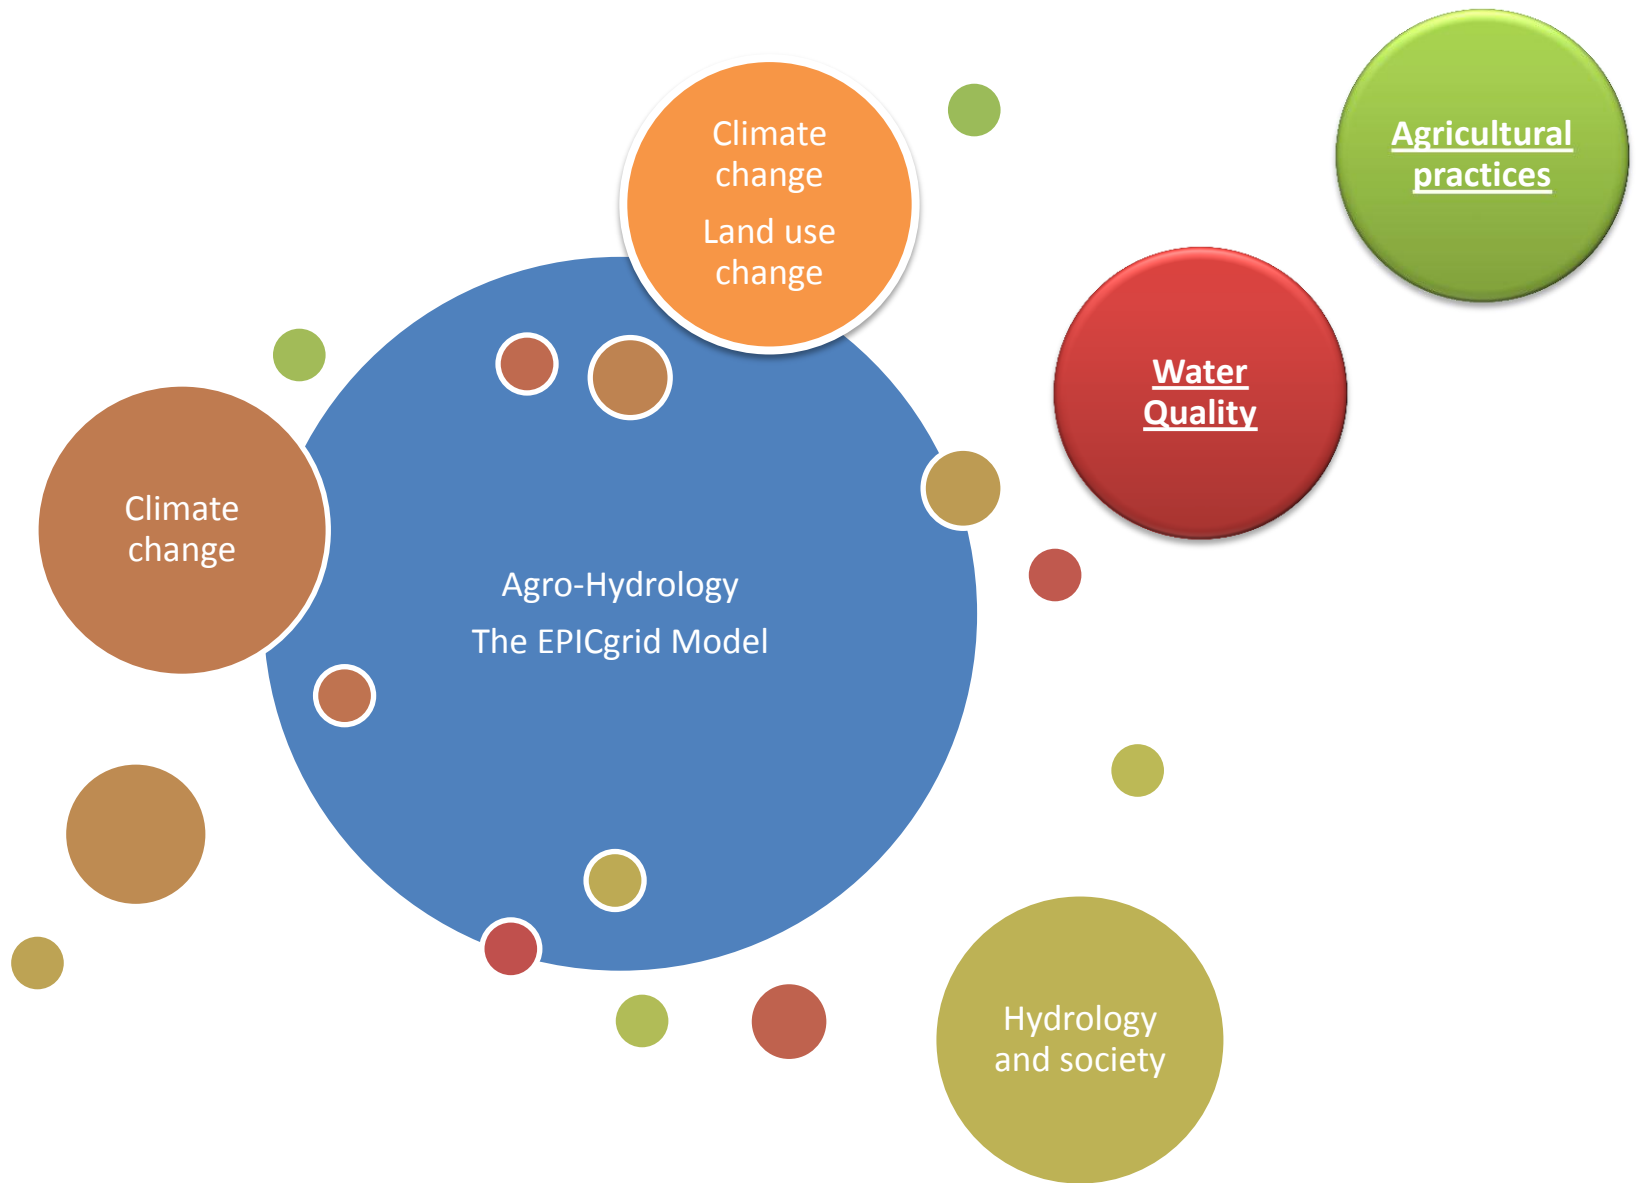 Climate
change
Land use
change
Agricultural
practices
Water
Quality
Climate
change
Agro-Hydrology
The EPICgrid Model
Hydrology
and society